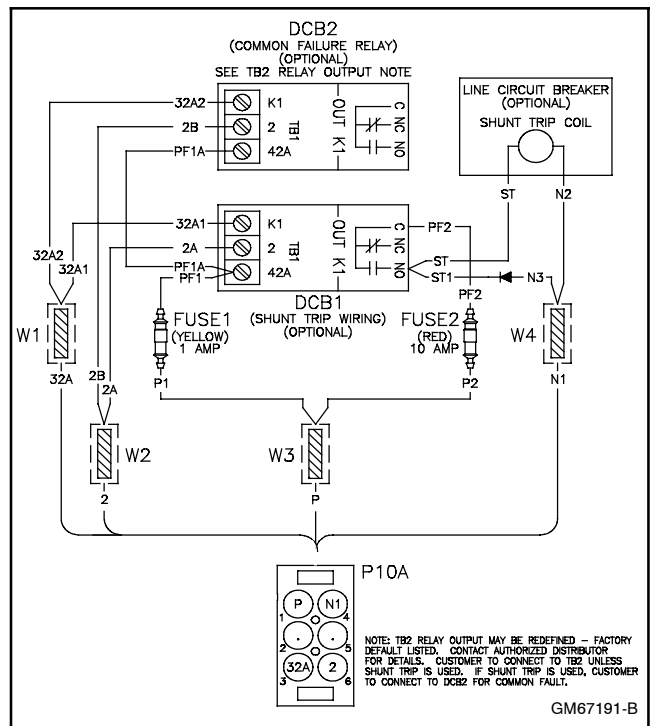 DCB2
(COMMON FAILURE RELAY)
(OPTIONAL)
SEE TB2 RELAY OUTPUT NOTE
32A2
K1
2B
2
PF1A
42A
TB1
OUT K1
C
NC
NO
LINE CIRCUIT BREAKER
(OPTIONAL)
SHUNT TRIP COIL
ST
N2
32A1
K1
2A
2
PF1A
PF1
42A
TB1
OUT K1
C
NC
NO
PF2
ST
ST1
N3
PF2
32A2
32A1
DCB1
(SHUNT TRIP WIRING)
(OPTIONAL)
W1
FUSE1
(YELLOW)
1 AMP
FUSE2
(RED)
10 AMP
W4
32A
2B
2A
P1
P2
N1
W2
W3
2
P
P10A
P
N1
1
4
2
5
32A
2
3
6
NOTE: TB2 RELAY OUTPUT MAY BE REDEFINED – FACTORY
DEFAULT LISTED. CONTACT AUTHORIZED DISTRIBUTOR
FOR DETAILS. CUSTOMER TO CONNECT TO TB2 UNLESS
SHUNT TRIP IS USED. IF SHUNT TRIP IS USED, CUSTOMER
TO CONNECT TO DCB2 FOR COMMON FAULT.
GM67191-B